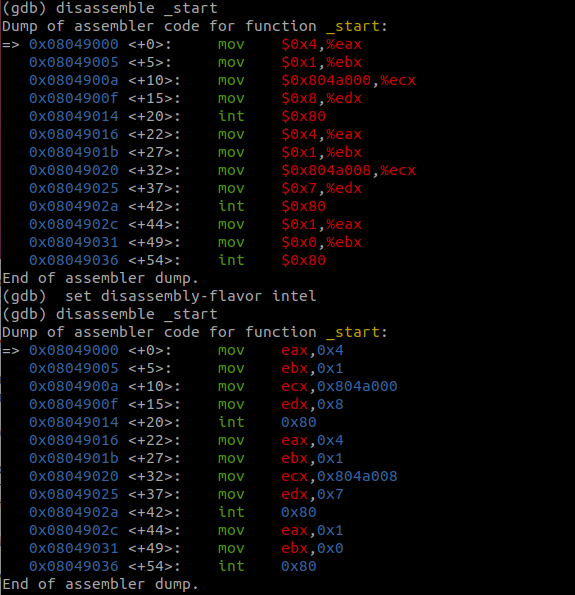 (gdb) disassemble _start
Dump of assembler code for function _start:
=> 0x08049000 <+0>:     mov    $0x4,%eax
   0x08049005 <+5>:     mov    $0x1,%ebx
   0x0804900a <+10>:    mov    $0x804a000,%ecx
   0x0804900f <+15>:    mov    $0x8,%edx
   0x08049014 <+20>:    int    $0x80
   0x08049016 <+22>:    mov    $0x4,%eax
   0x0804901b <+27>:    mov    $0x1,%ebx
   0x08049020 <+32>:    mov    $0x804a008,%ecx
   0x08049025 <+37>:    mov    $0x7,%edx
   0x0804902a <+42>:    int    $0x80
   0x0804902c <+44>:    mov    $0x1,%eax
   0x08049031 <+49>:    mov    $0x0,%ebx
   0x08049036 <+54>:    int    $0x80
End of assembler dump.
(gdb)  set disassembly-flavor intel
(gdb) disassemble _start
Dump of assembler code for function _start:
=> 0x08049000 <+0>:     mov    eax,0x4
   0x08049005 <+5>:     mov    ebx,0x1
   0x0804900a <+10>:    mov    ecx,0x804a000
   0x0804900f <+15>:    mov    edx,0x8
   0x08049014 <+20>:    int    0x80
   0x08049016 <+22>:    mov    eax,0x4
   0x0804901b <+27>:    mov    ebx,0x1
   0x08049020 <+32>:    mov    ecx,0x804a008
   0x08049025 <+37>:    mov    edx,0x7
   0x0804902a <+42>:    int    0x80
   0x0804902c <+44>:    mov    eax,0x1
   0x08049031 <+49>:    mov    ebx,0x0
   0x08049036 <+54>:    int    0x80
End of assembler dump.